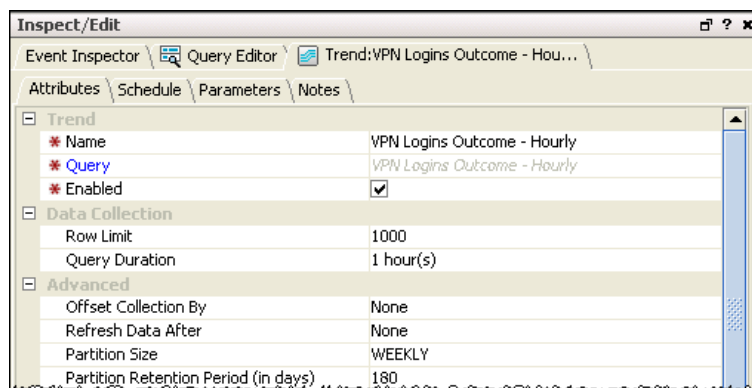 Inspect/Edit
Event Inspector Query Editor Trend:VPN Logins Outcome - Hou...
Attributes Schedule Parameters Notes
Trend
* Name VPN Logins Outcome - Hourly
* Query VPN Logins Outcome - Hourly
* Enabled
Data Collection
Row Limit 1000
Query Duration 1 hour(s)
Advanced
Offset Collection By None
Refresh Data After None
Partition Size WEEKLY
Partition Retention Period (in days) 180